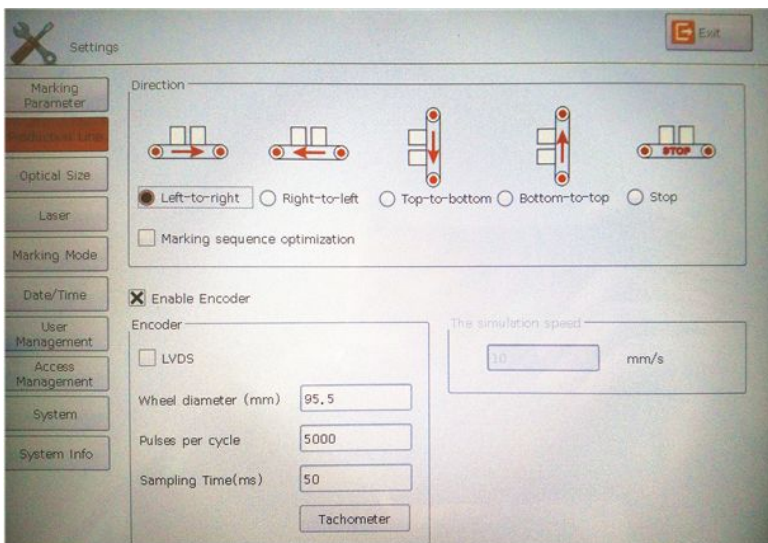 Settings
Exit
Marking
Parameter
Production Line
Optical Size
Laser
Marking Mode
Date/Time
User
Management
Access
Management
System
System Info
Direction
STOP
Left-to-right
Right-to-left
Top-to-bottom
Bottom-to-top
Stop
Marking sequence optimization
Enable Encoder
Encoder
LVDS
Wheel diameter (mm) 95.5
Pulses per cycle 5000
Sampling Time(ms) 50
Tachometer
The simulation speed
10 mm/s